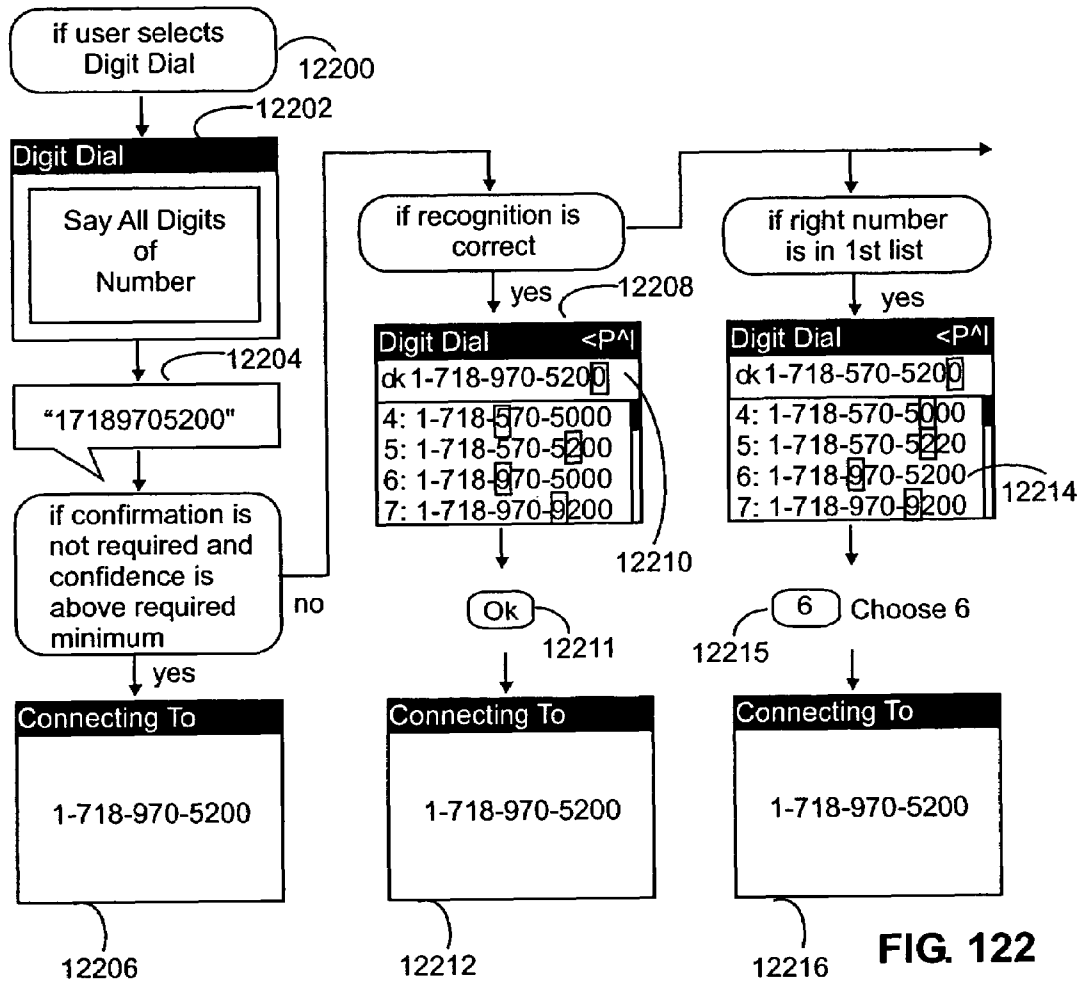 if user selects
Digit Dial
12200
12202
Digit Dial
Say All Digits
of
Number
12204
"17189705200"
if confirmation is
not required and
confidence is
above required
minimum
no
yes
Connecting To
1-718-970-5200
12206
if recognition is
correct
yes
12208
Digit Dial <P^I
ok 1-718-970-5200
4: 1-718-570-5000
5: 1-718-570-5200
6: 1-718-970-5000
7: 1-718-970-9200
12210
Ok
12211
Connecting To
1-718-970-5200
12212
if right number
is in 1st list
yes
Digit Dial <P^I
ok 1-718-570-5200
4: 1-718-570-5000
5: 1-718-570-5220
6: 1-718-970-5200
7: 1-718-970-9200
12214
6 Choose 6
12215
Connecting To
1-718-970-5200
12216
FIG. 122